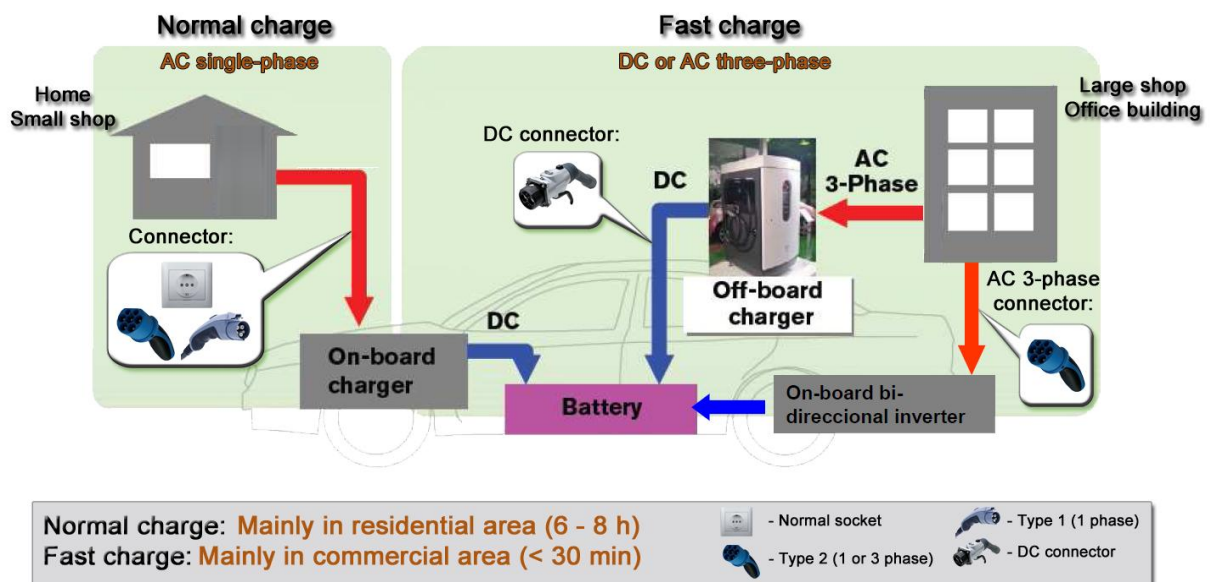 Normal charge
AC single-phase
Home
Small shop
Connector:
On-board
charger
DC
Fast charge
DC or AC three-phase
DC connector:
DC
AC
3-Phase
Off-board
charger
Large shop
Office building
AC 3-phase
connector:
Battery
On-board bi-
direccional inverter
Normal charge: Mainly in residential area (6 - 8 h)
Fast charge: Mainly in commercial area (< 30 min)
- Normal socket
- Type 1 (1 phase)
- Type 2 (1 or 3 phase)
- DC connector